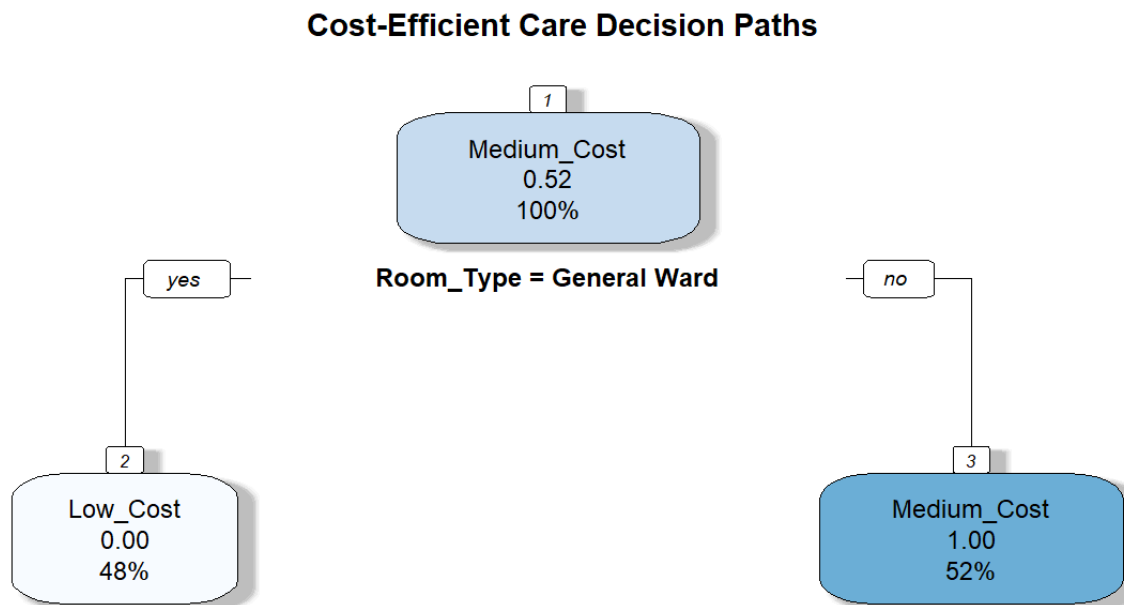 Cost-Efficient Care Decision Paths
1
Medium_Cost
0.52
100%
yes
Room_Type = General Ward
no
2
Low_Cost
0.00
48%
3
Medium_Cost
1.00
52%